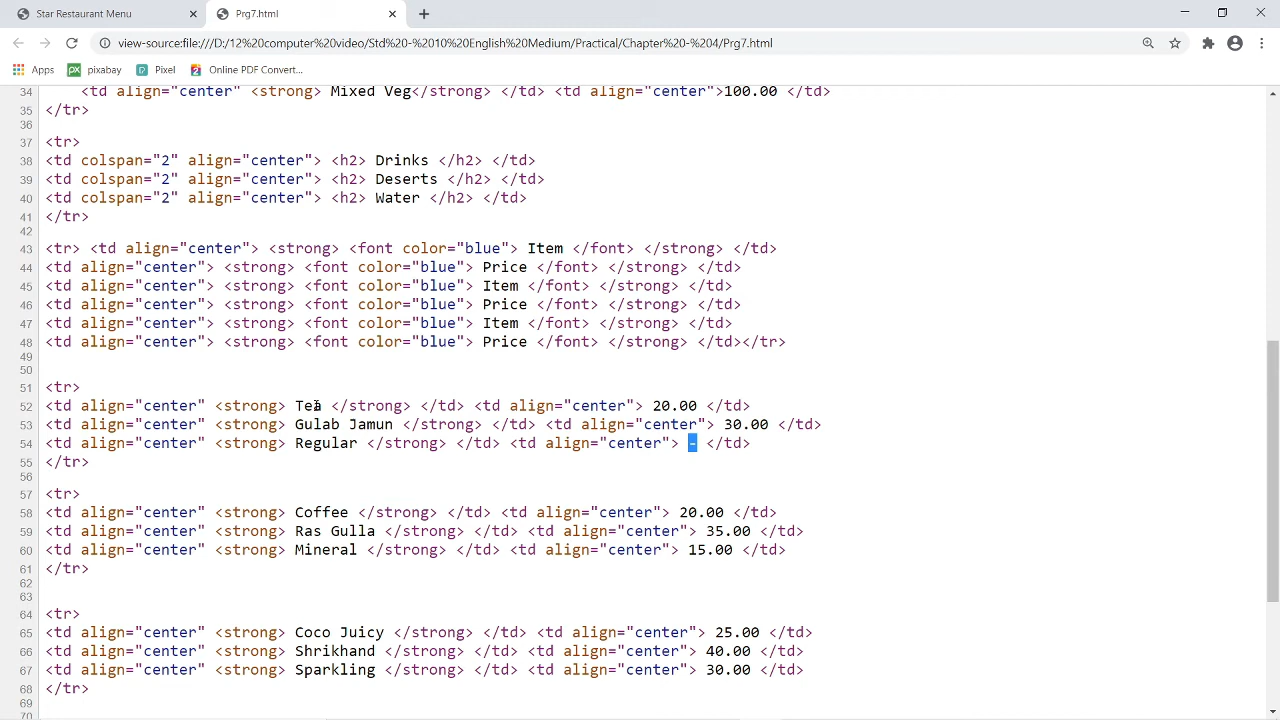 Star Restaurant Menu
Prg7.html
view-source:file:///D:/12%20computer%20video/Std%20-%2010%20English%20Medium/Practical/Chapter%20-%204/Prg7.html
Apps pixabay Pixel Online PDF Convert...
34 <td align="center" <strong> Mixed Veg</strong> </td> <td align="center">100.00 </td>
35 </tr>
36
37 <tr>
38 <td colspan="2" align="center"> <h2> Drinks </h2> </td>
39 <td colspan="2" align="center"> <h2> Deserts </h2> </td>
40 <td colspan="2" align="center"> <h2> Water </h2> </td>
41 </tr>
42
43 <tr> <td align="center"> <strong> <font color="blue"> Item </font> </strong> </td>
44 <td align="center"> <strong> <font color="blue"> Price </font> </strong> </td>
45 <td align="center"> <strong> <font color="blue"> Item </font> </strong> </td>
46 <td align="center"> <strong> <font color="blue"> Price </font> </strong> </td>
47 <td align="center"> <strong> <font color="blue"> Item </font> </strong> </td>
48 <td align="center"> <strong> <font color="blue"> Price </font> </strong> </td></tr>
49
50
51 <tr>
52 <td align="center" <strong> Tea </strong> </td> <td align="center"> 20.00 </td>
53 <td align="center" <strong> Gulab Jamun </strong> </td> <td align="center"> 30.00 </td>
54 <td align="center" <strong> Regular </strong> </td> <td align="center"> - </td>
55 </tr>
56
57 <tr>
58 <td align="center" <strong> Coffee </strong> </td> <td align="center"> 20.00 </td>
59 <td align="center" <strong> Ras Gulla </strong> </td> <td align="center"> 35.00 </td>
60 <td align="center" <strong> Mineral </strong> </td> <td align="center"> 15.00 </td>
61 </tr>
62
63
64 <tr>
65 <td align="center" <strong> Coco Juicy </strong> </td> <td align="center"> 25.00 </td>
66 <td align="center" <strong> Shrikhand </strong> </td> <td align="center"> 40.00 </td>
67 <td align="center" <strong> Sparkling </strong> </td> <td align="center"> 30.00 </td>
68 </tr>
69
70